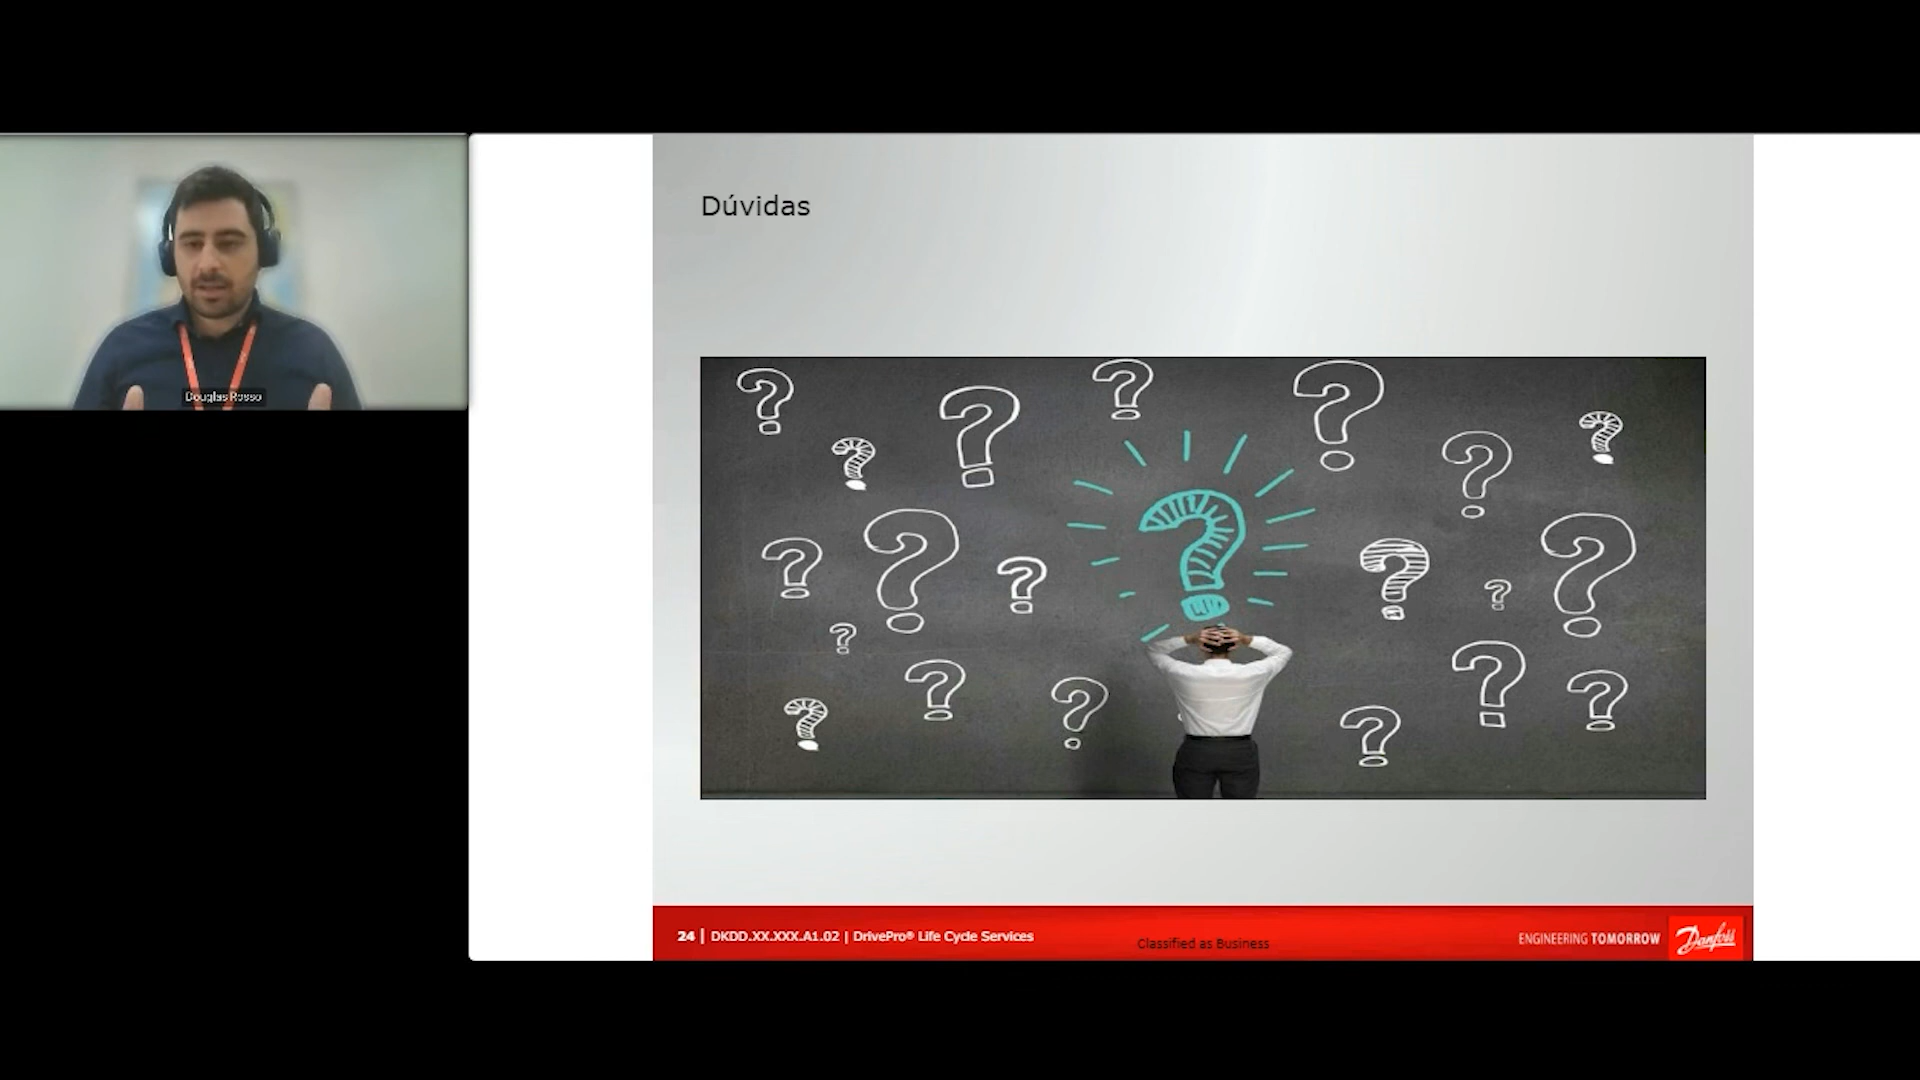 Douglas Rosso
Dúvidas
24 | DKDD.XX.XXX.A1.02 | DrivePro® Life Cycle Services
Classified as Business
ENGINEERING TOMORROW
Danfoss